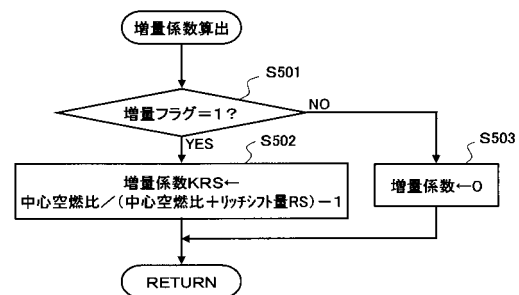 増量係数算出
S501
増量フラグ=1?
NO
YES
S502
S503
増量係数KRS←
中心空燃比/(中心空燃比+リッチシフト量RS)-1
増量係数←0
RETURN